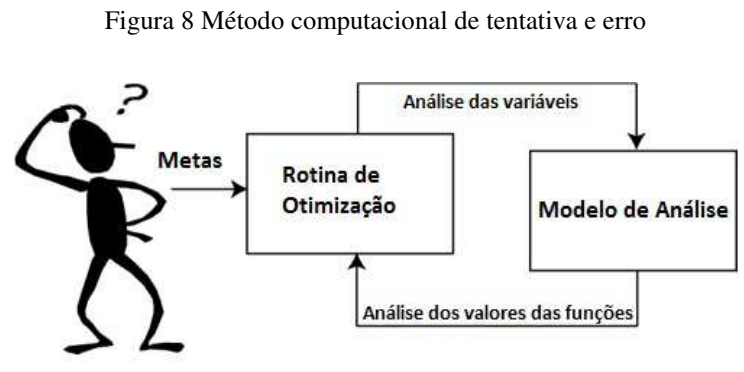 Figura 8 Método computacional de tentativa e erro
?
Análise das variáveis
Metas
Rotina de
Otimização
Modelo de Análise
Análise dos valores das funções